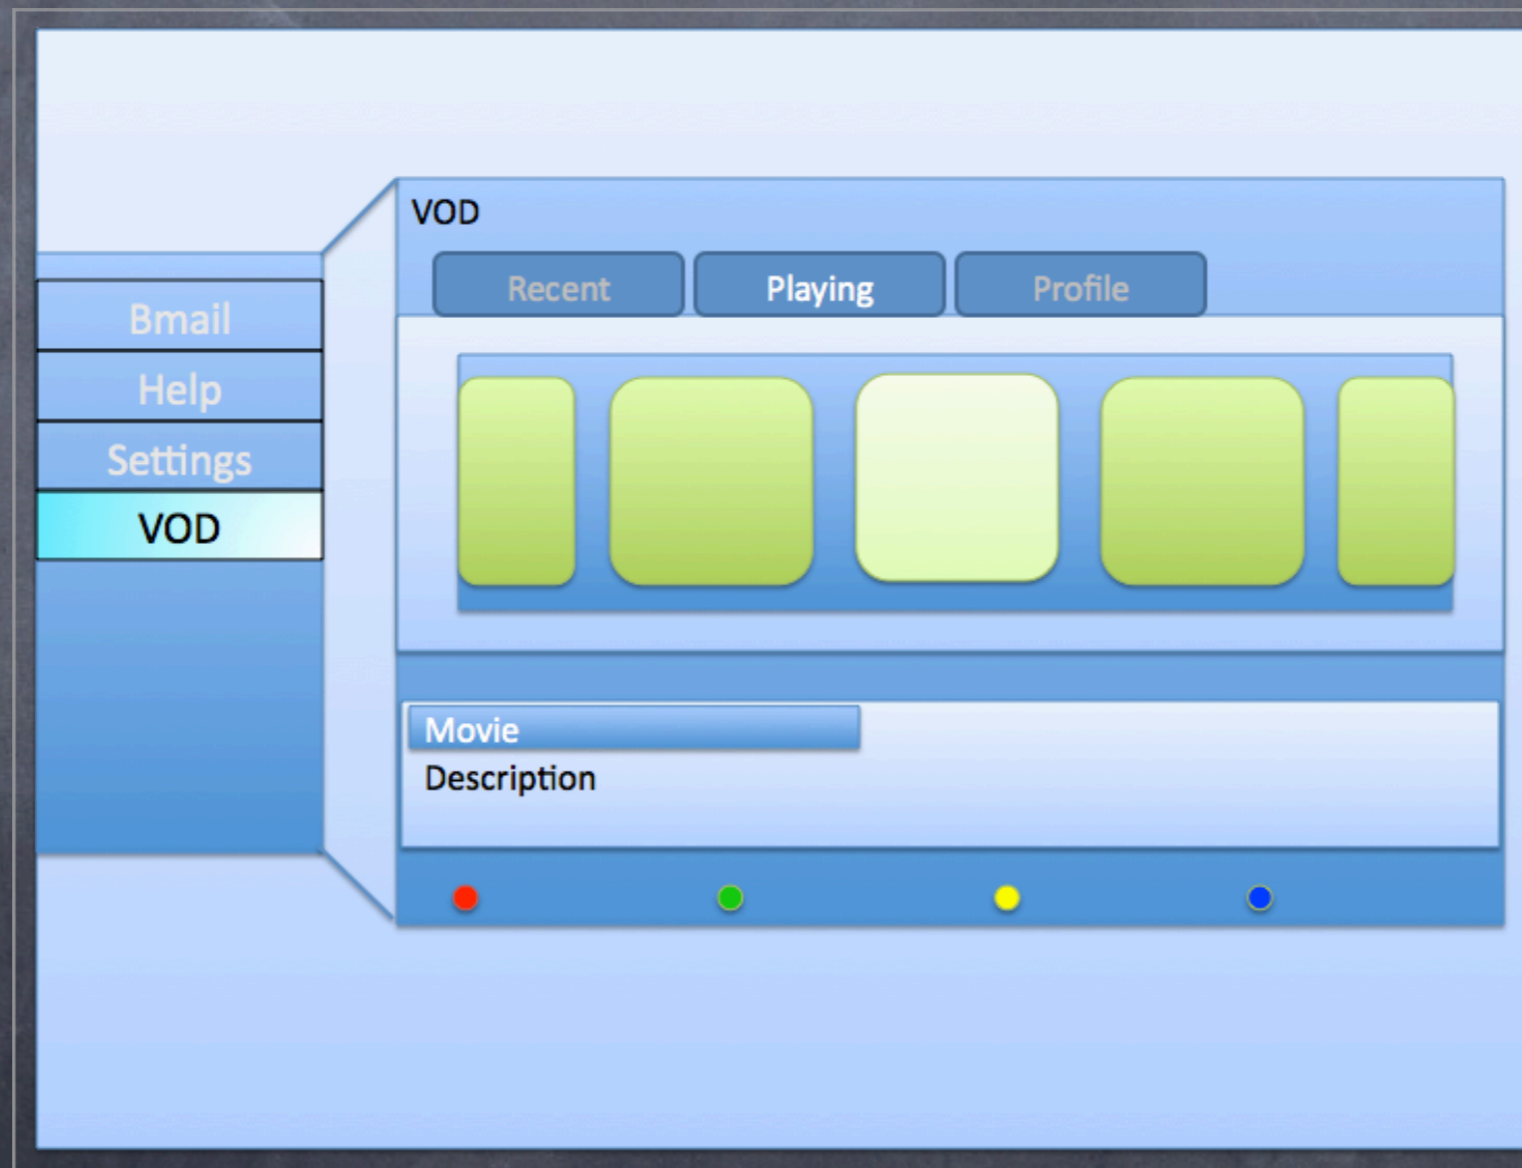 VOD
Recent
Playing
Profile
Bmail
Help
Settings
VOD
Movie
Description